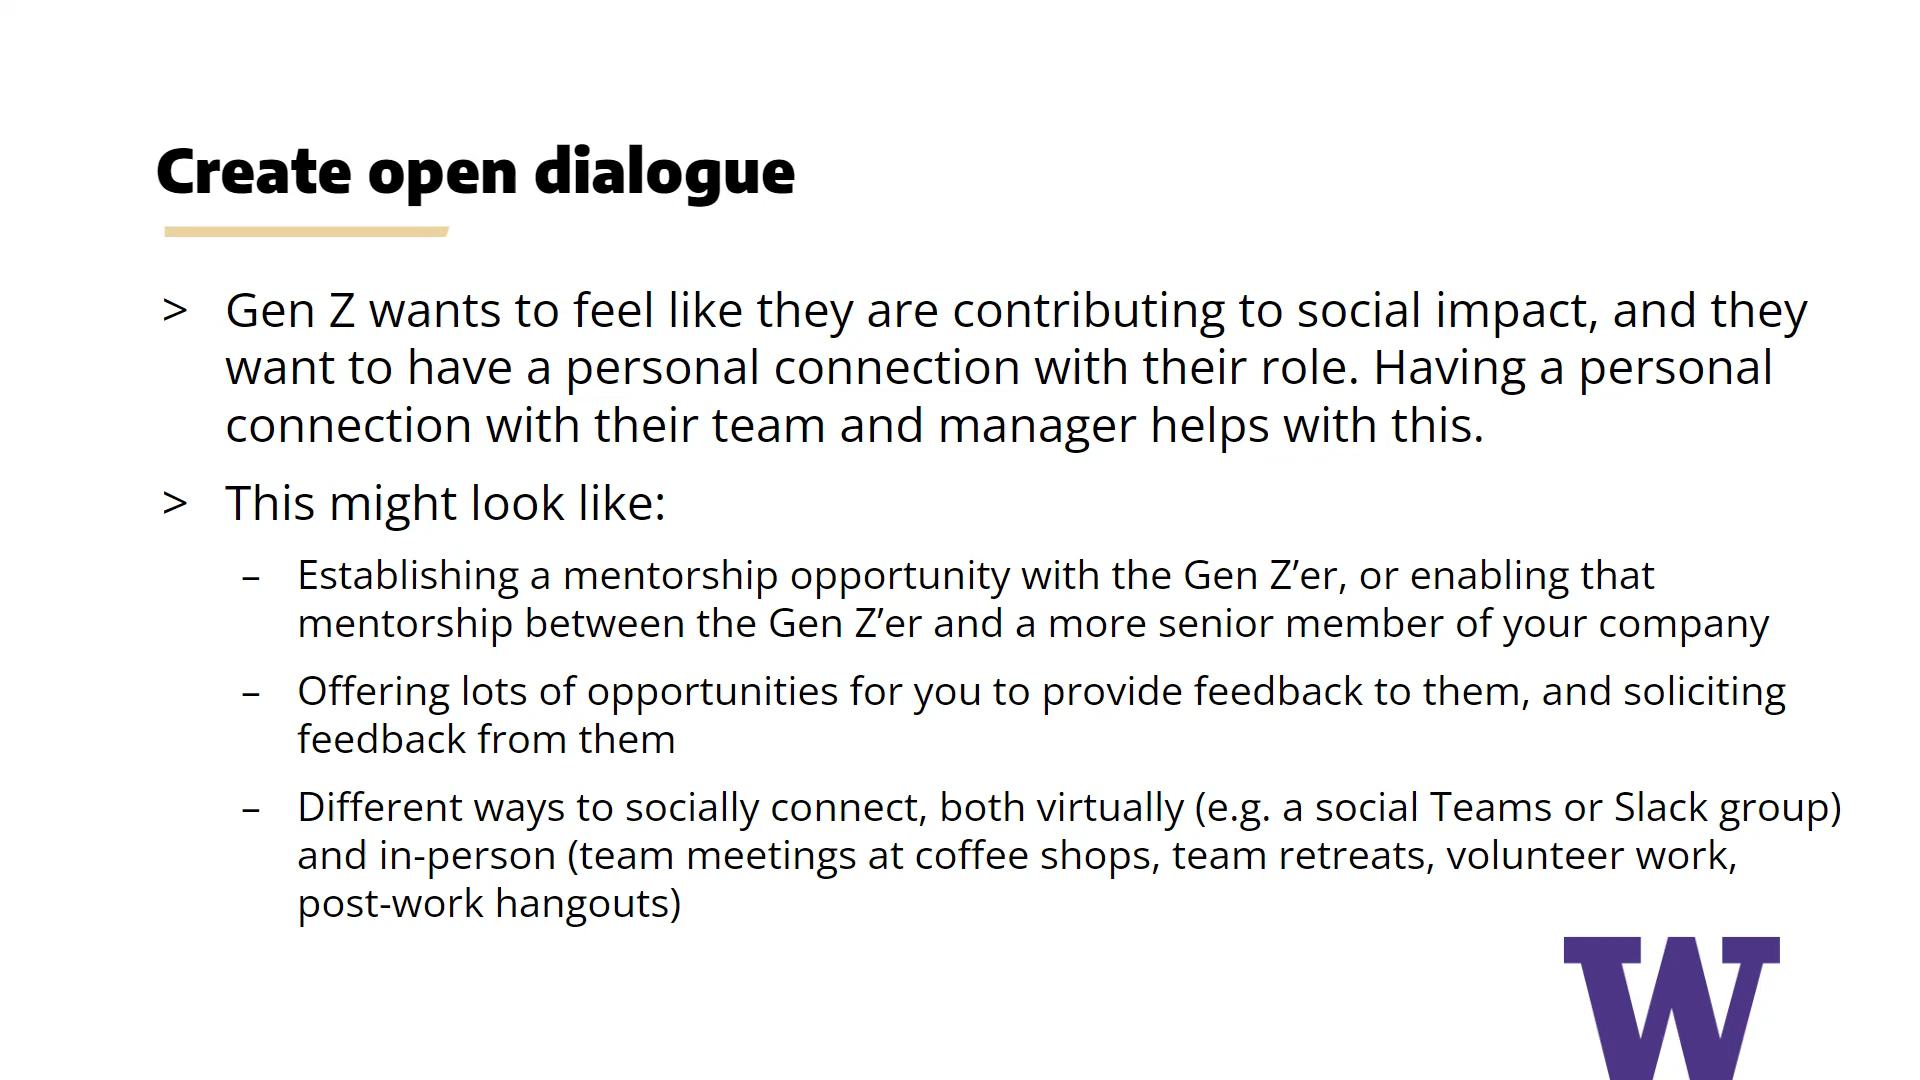 Create open dialogue
> Gen Z wants to feel like they are contributing to social impact, and they
want to have a personal connection with their role. Having a personal
connection with their team and manager helps with this.
> This might look like:
– Establishing a mentorship opportunity with the Gen Z’er, or enabling that
mentorship between the Gen Z’er and a more senior member of your company
– Offering lots of opportunities for you to provide feedback to them, and soliciting
feedback from them
– Different ways to socially connect, both virtually (e.g. a social Teams or Slack group)
and in-person (team meetings at coffee shops, team retreats, volunteer work,
post-work hangouts)
W